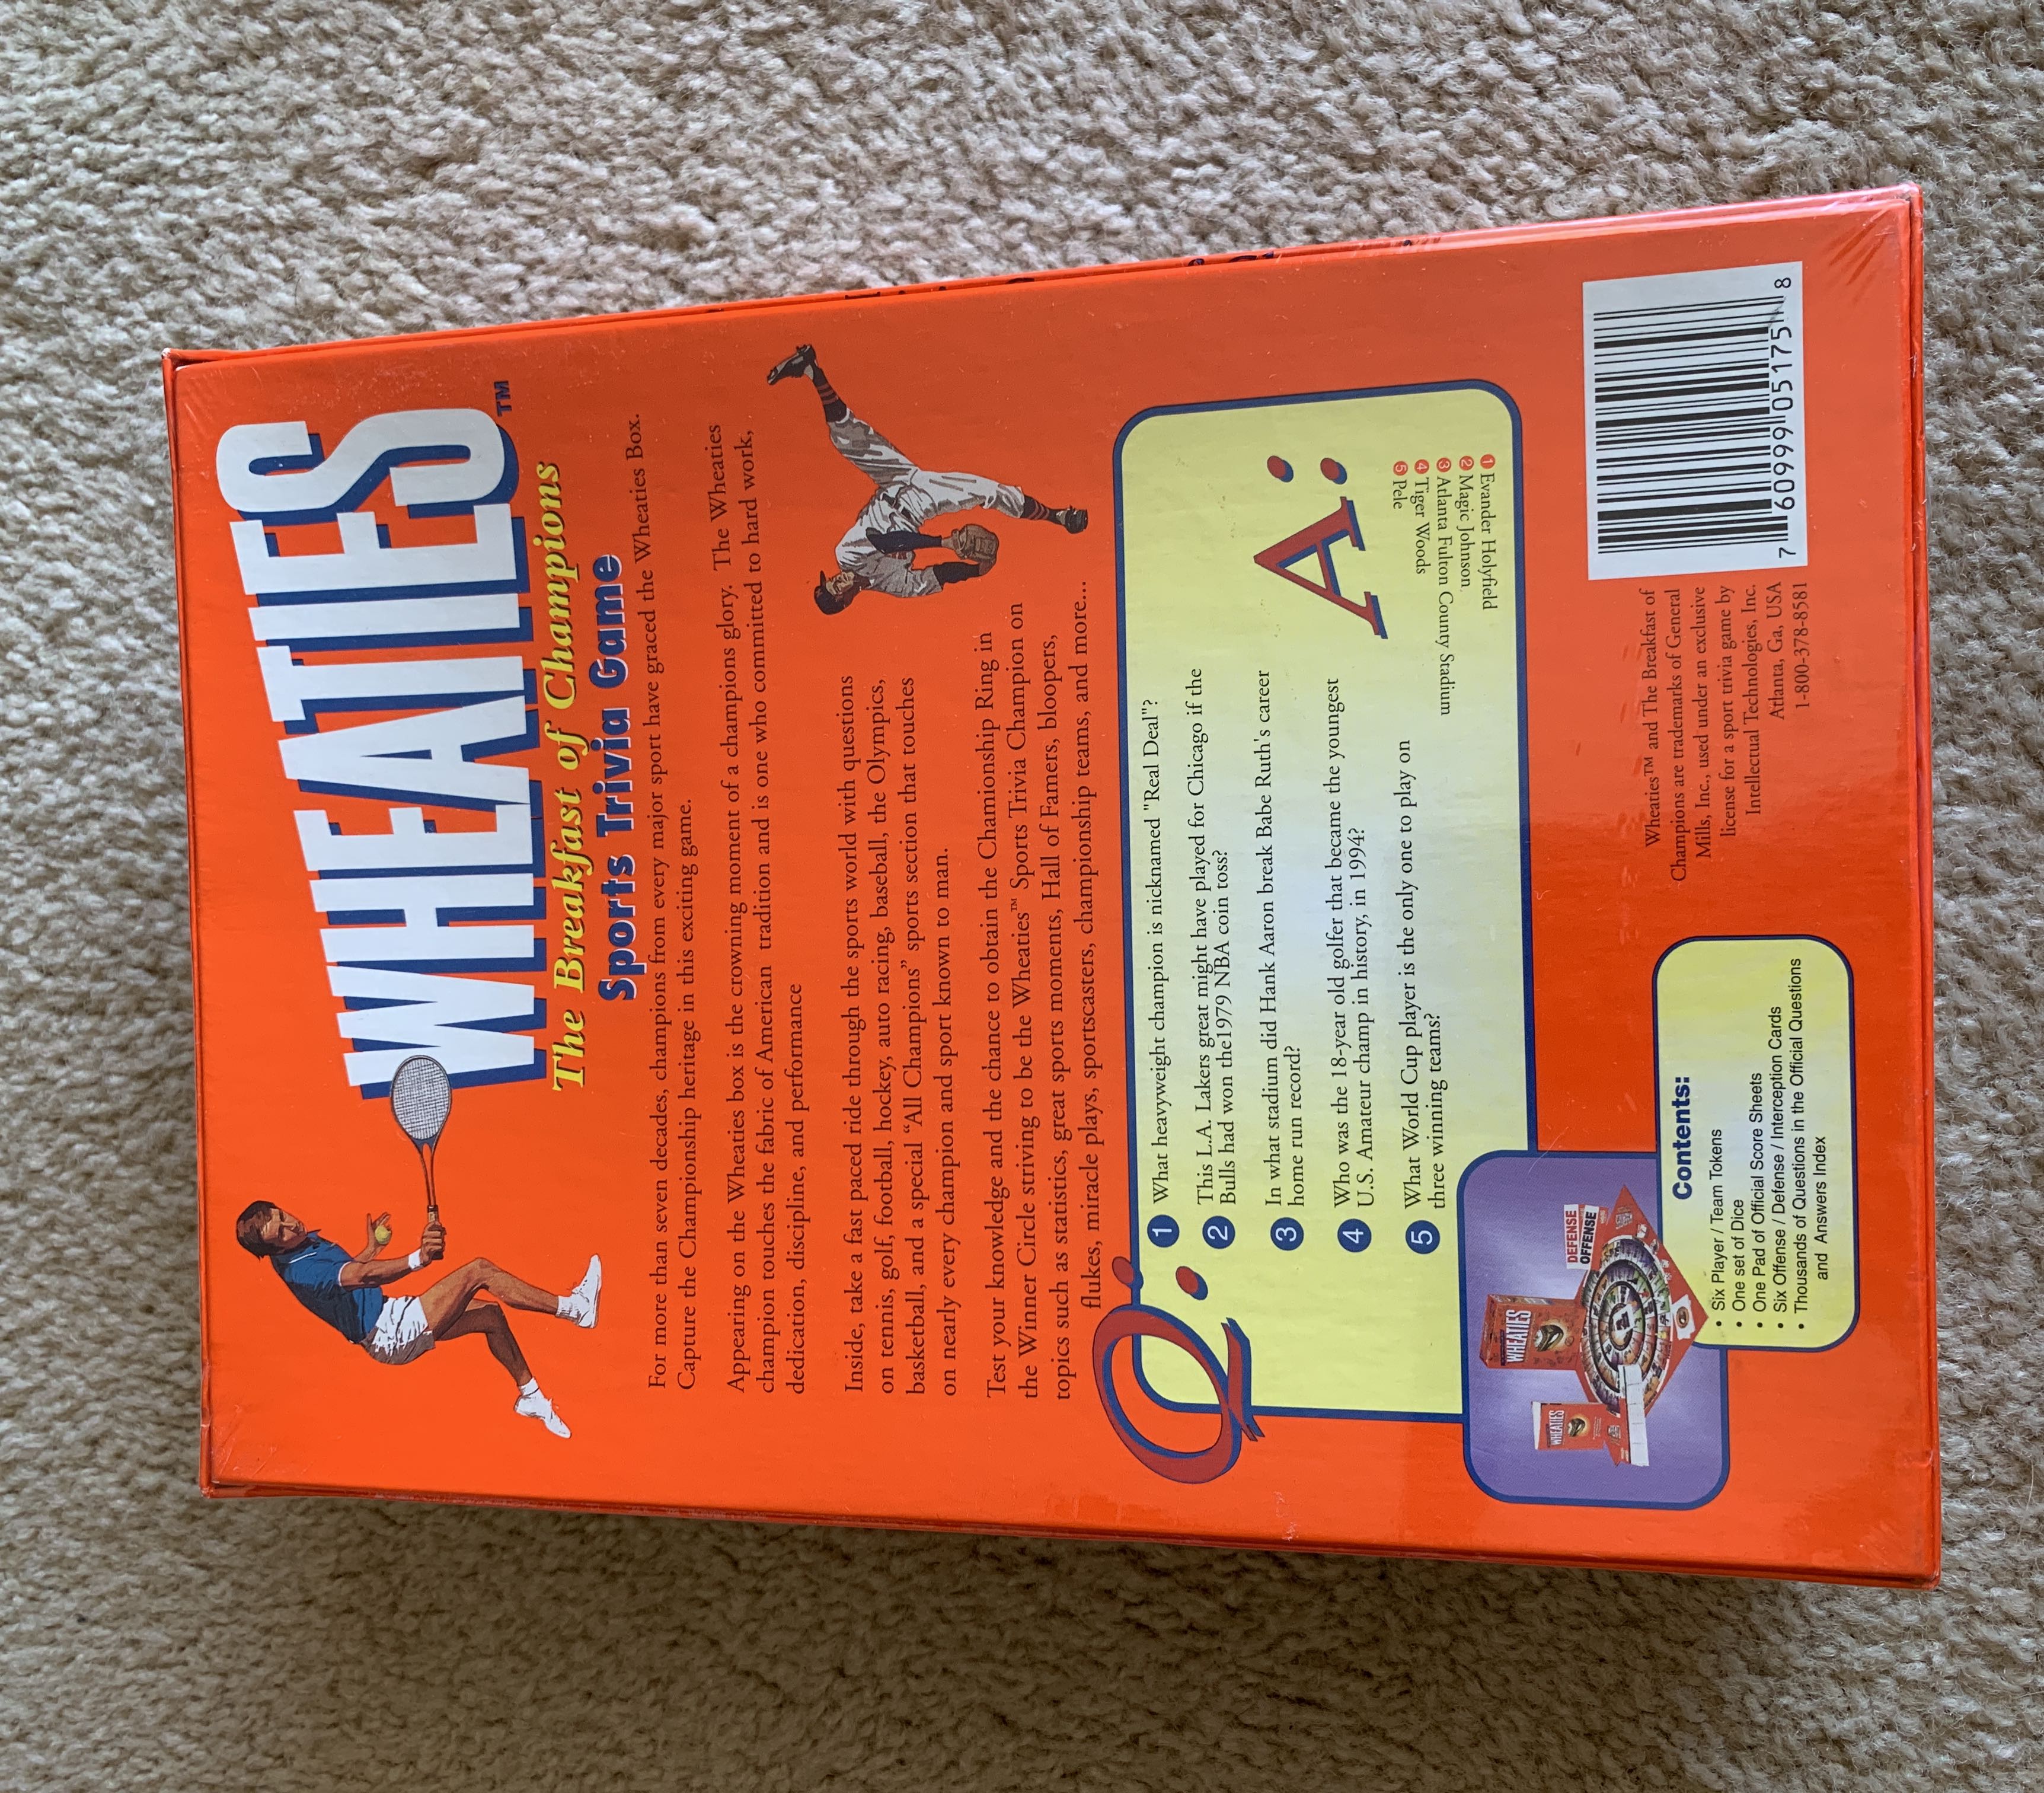 WHEATIES™
The Breakfast of Champions
Sports Trivia Game
For more than seven decades, champions from every major sport have graced the Wheaties Box.
Capture the Championship heritage in this exciting game.
Appearing on the Wheaties box is the crowning moment of a champions glory. The Wheaties
champion touches the fabric of American tradition and is one who committed to hard work,
dedication, discipline, and performance
Inside, take a fast paced ride through the sports world with questions
on tennis, golf, football, hockey, auto racing, baseball, the Olympics,
basketball, and a special “All Champions” sports section that touches
on nearly every champion and sport known to man.
Test your knowledge and the chance to obtain the Chamionship Ring in
the Winner Circle striving to be the Wheaties™ Sports Trivia Champion on
topics such as statistics, great sports moments, Hall of Famers, bloopers,
flukes, miracle plays, sportscasters, championship teams, and more...
Q:
1 What heavyweight champion is nicknamed "Real Deal"?
2 This L.A. Lakers great might have played for Chicago if the
Bulls had won the1979 NBA coin toss?
3 In what stadium did Hank Aaron break Babe Ruth's career
home run record?
4 Who was the 18-year old golfer that became the youngest
U.S. Amateur champ in history, in 1994?
5 What World Cup player is the only one to play on
three winning teams?
A:
1 Evander Holyfield
2 Magic Johnson
3 Atlanta Fulton County Stadium
4 Tiger Woods
5 Pele
WHEATIES
WHEATIES
DEFENSE
OFFENSE
Contents:
• Six Player / Team Tokens
• One set of Dice
• One Pad of Official Score Sheets
• Six Offense / Defense / Interception Cards
• Thousands of Questions in the Official Questions
and Answers Index
Wheaties™ and The Breakfast of
Champions are trademarks of General
Mills, Inc., used under an exclusive
license for a sport trivia game by
Intellectual Technologies, Inc.
Atlanta, Ga, USA
1-800-378-8581
7 60999 05175 8